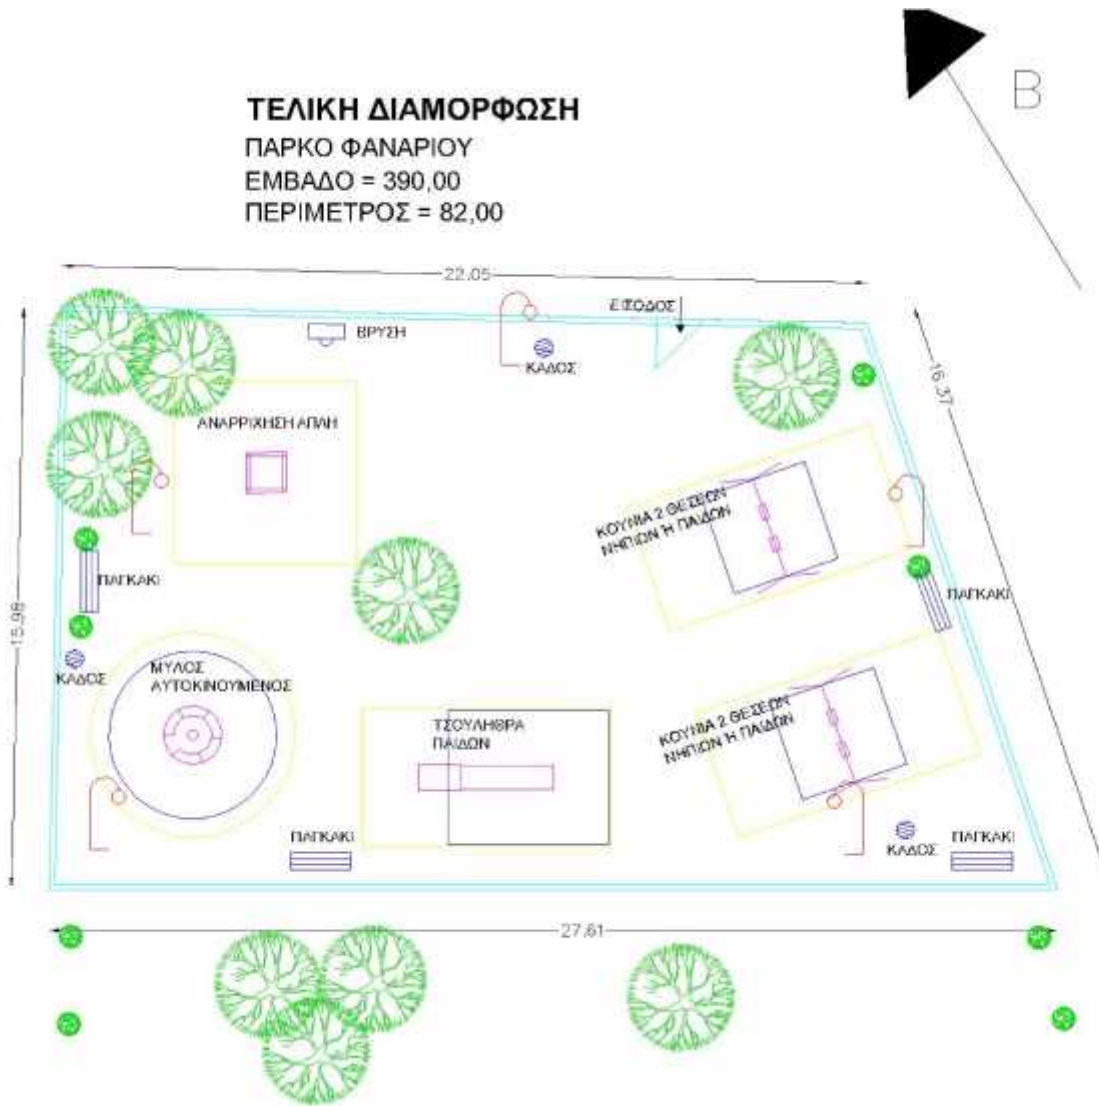 Β
ΤΕΛΙΚΗ ΔΙΑΜΟΡΦΩΣΗ
ΠΑΡΚΟ ΦΑΝΑΡΙΟΥ
ΕΜΒΑΔΟ = 390,00
ΠΕΡΙΜΕΤΡΟΣ = 82,00
22.05
ΕΙΣΟΔΟΣ
ΒΡΥΣΗ
ΚΑΔΟΣ
16.37
ΑΝΑΡΡΙΧΗΣΗ ΑΠΛΗ
ΚΟΥΝΙΑ 2 ΘΕΣΕΩΝ
ΝΗΠΙΩΝ Ή ΠΑΙΔΩΝ
ΠΑΓΚΑΚΙ
ΠΑΓΚΑΚΙ
15.98
ΚΑΔΟΣ
ΜΥΛΟΣ
ΑΥΤΟΚΙΝΟΥΜΕΝΟΣ
ΤΣΟΥΛΗΘΡΑ
ΠΑΙΔΩΝ
ΚΟΥΝΙΑ 2 ΘΕΣΕΩΝ
ΝΗΠΙΩΝ Ή ΠΑΙΔΩΝ
ΠΑΓΚΑΚΙ
ΚΑΔΟΣ
ΠΑΓΚΑΚΙ
27.61